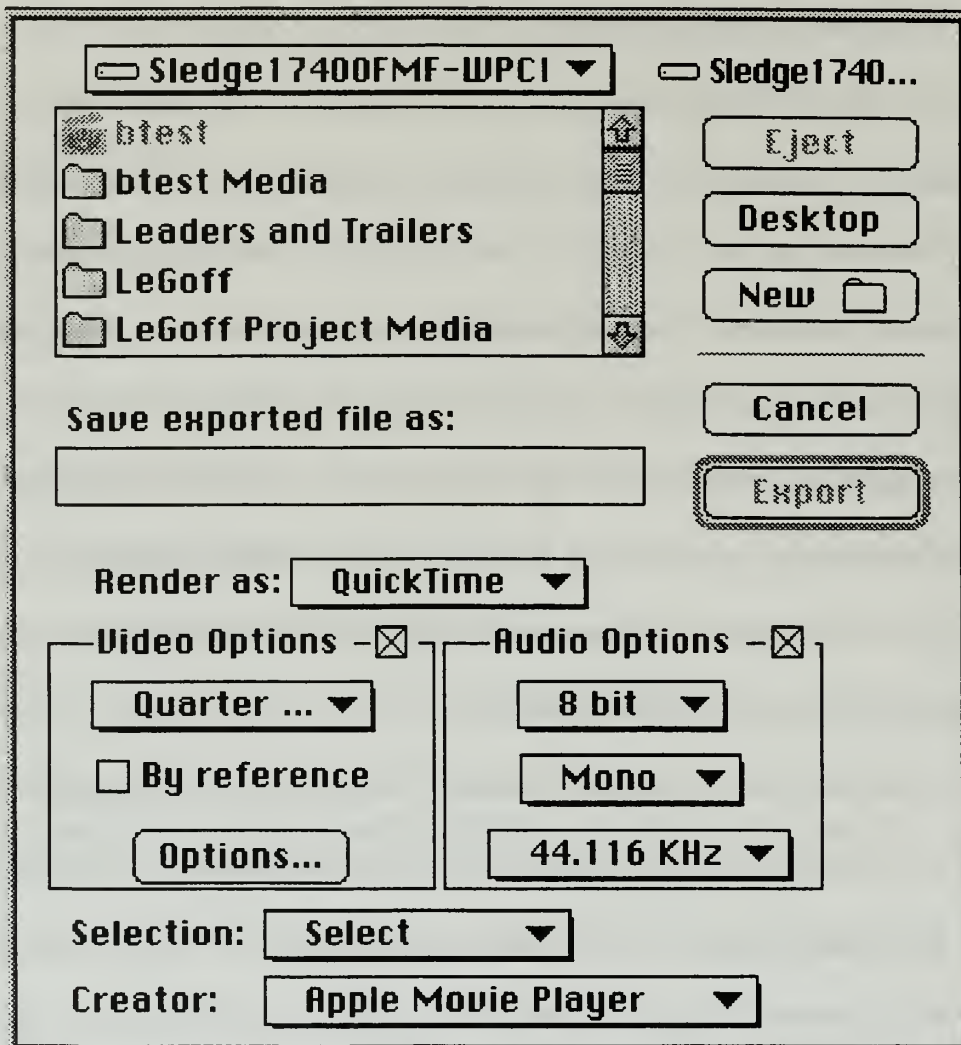 Sledge17400FMF-WPCI
Sledge1740...
btest
btest Media
Leaders and Trailers
LeGoff
LeGoff Project Media
Eject
Desktop
New
Cancel
Export
Save exported file as:
Render as: QuickTime
Video Options
Quarter ...
By reference
Options...
Audio Options
8 bit
Mono
44.116 KHz
Selection: Select
Creator: Apple Movie Player